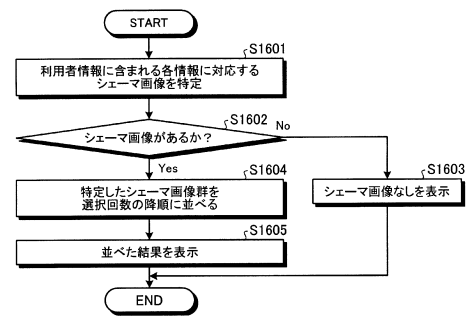 START
S1601
利用者情報に含まれる各情報に対応する
シェーマ画像を特定
S1602
シェーマ画像があるか?
No
Yes
S1604
特定したシェーマ画像群を
選択回数の降順に並べる
S1603
シェーマ画像なしを表示
S1605
並べた結果を表示
END